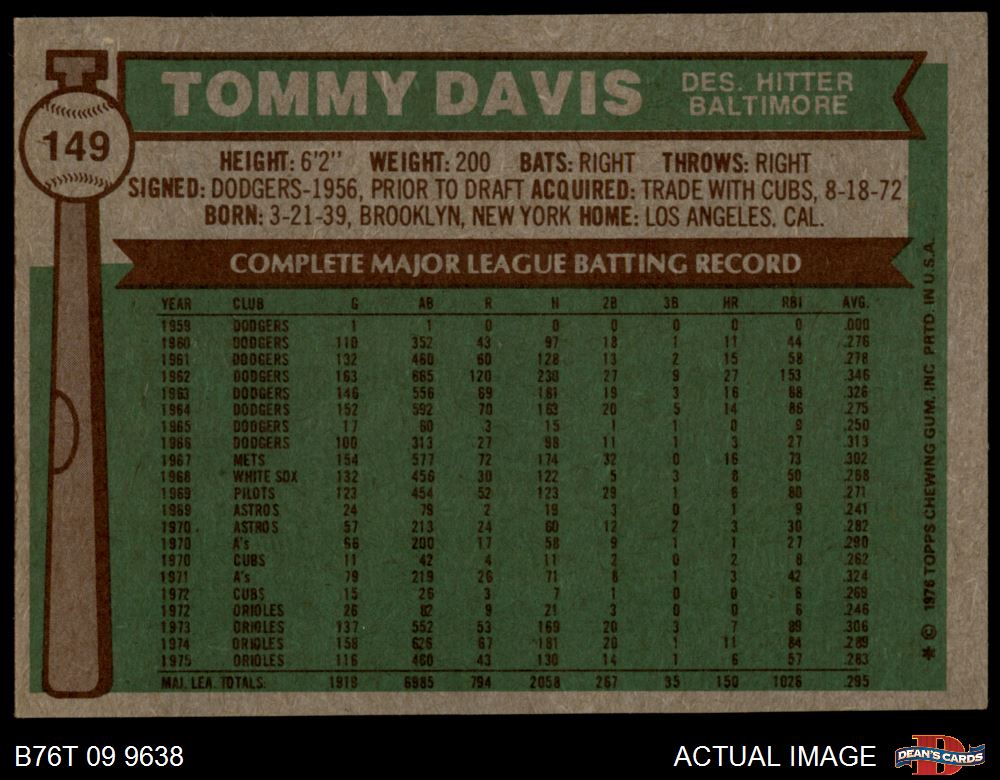 TOMMY DAVIS
DES. HITTER
BALTIMORE
149
HEIGHT: 6'2" WEIGHT: 200 BATS: RIGHT THROWS: RIGHT
SIGNED: DODGERS-1956, PRIOR TO DRAFT ACQUIRED: TRADE WITH CUBS, 8-18-72
BORN: 3-21-39, BROOKLYN, NEW YORK HOME: LOS ANGELES, CAL.
COMPLETE MAJOR LEAGUE BATTING RECORD
YEAR CLUB G AB R H 2B 3B HR RBI AVG.
1959 DODGERS 1 1 0 0 0 0 0 0 .000
1960 DODGERS 110 352 43 97 18 1 11 44 .276
1961 DODGERS 132 460 60 128 13 2 15 58 .278
1962 DODGERS 163 665 120 230 27 9 27 153 .346
1963 DODGERS 146 556 69 181 19 3 16 88 .326
1964 DODGERS 152 592 70 163 20 5 14 86 .275
1965 DODGERS 17 60 3 15 1 1 0 9 .250
1966 DODGERS 100 313 27 98 11 1 3 27 .313
1967 METS 154 577 72 174 32 0 16 73 .302
1968 WHITE SOX 132 456 30 122 5 3 8 50 .268
1969 PILOTS 123 454 52 123 29 1 6 80 .271
1969 ASTROS 24 79 2 19 3 0 1 9 .241
1970 ASTROS 57 213 24 60 12 2 3 30 .282
1970 A's 66 200 17 58 9 1 1 27 .290
1970 CUBS 11 42 4 11 2 0 2 8 .262
1971 A's 79 219 26 71 8 1 3 42 .324
1972 CUBS 15 26 3 7 1 0 0 6 .269
1972 ORIOLES 26 82 9 21 3 0 0 6 .246
1973 ORIOLES 137 552 53 169 20 3 7 89 .306
1974 ORIOLES 158 626 67 181 20 1 11 84 .289
1975 ORIOLES 116 460 43 130 14 1 6 57 .283
MAJ. LEA. TOTALS: 1919 6985 794 2058 267 35 150 1026 .295
* © 1976 TOPPS CHEWING GUM, INC. PRTD. IN U.S.A.
B76T 09 9638
ACTUAL IMAGE
DEAN'S CARDS